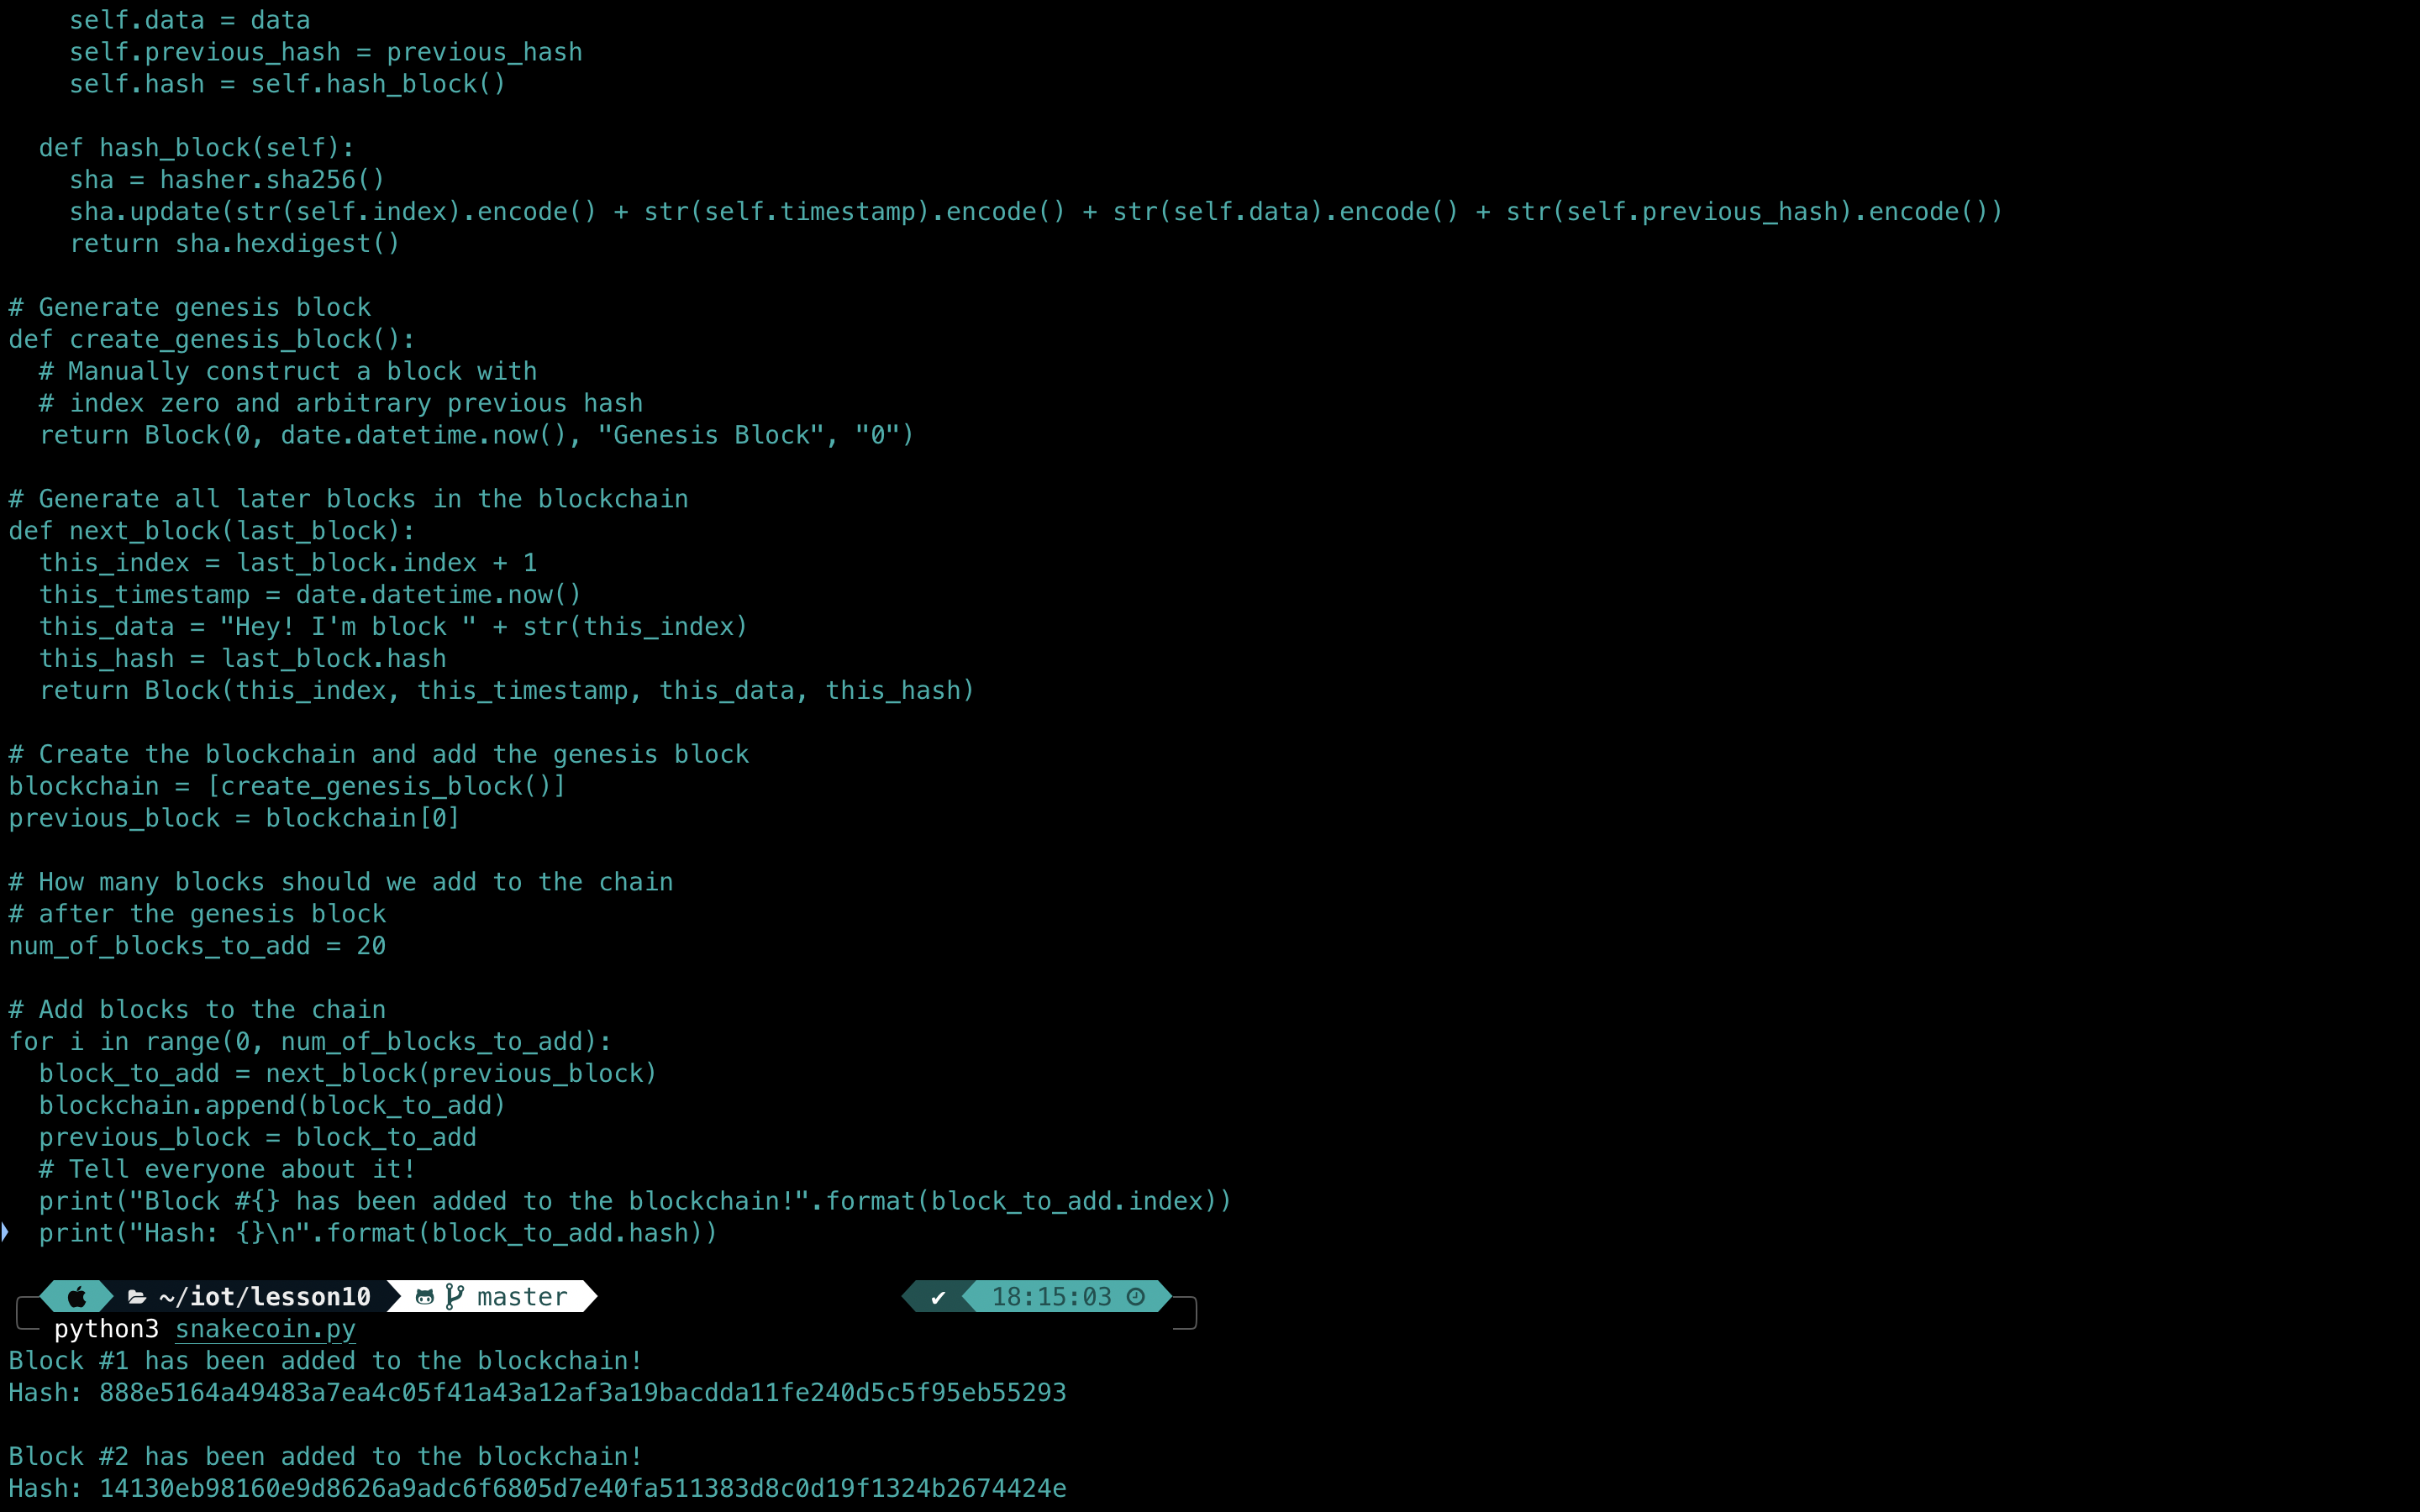 self.data = data
    self.previous_hash = previous_hash
    self.hash = self.hash_block()

  def hash_block(self):
    sha = hasher.sha256()
    sha.update(str(self.index).encode() + str(self.timestamp).encode() + str(self.data).encode() + str(self.previous_hash).encode())
    return sha.hexdigest()

# Generate genesis block
def create_genesis_block():
  # Manually construct a block with
  # index zero and arbitrary previous hash
  return Block(0, date.datetime.now(), "Genesis Block", "0")

# Generate all later blocks in the blockchain
def next_block(last_block):
  this_index = last_block.index + 1
  this_timestamp = date.datetime.now()
  this_data = "Hey! I'm block " + str(this_index)
  this_hash = last_block.hash
  return Block(this_index, this_timestamp, this_data, this_hash)

# Create the blockchain and add the genesis block
blockchain = [create_genesis_block()]
previous_block = blockchain[0]

# How many blocks should we add to the chain
# after the genesis block
num_of_blocks_to_add = 20

# Add blocks to the chain
for i in range(0, num_of_blocks_to_add):
  block_to_add = next_block(previous_block)
  blockchain.append(block_to_add)
  previous_block = block_to_add
  # Tell everyone about it!
  print("Block #{} has been added to the blockchain!".format(block_to_add.index))
  print("Hash: {}\n".format(block_to_add.hash))

~/iot/lesson10 master ✔ 18:15:03
python3 snakecoin.py
Block #1 has been added to the blockchain!
Hash: 888e5164a49483a7ea4c05f41a43a12af3a19bacdda11fe240d5c5f95eb55293

Block #2 has been added to the blockchain!
Hash: 14130eb98160e9d8626a9adc6f6805d7e40fa511383d8c0d19f1324b2674424e